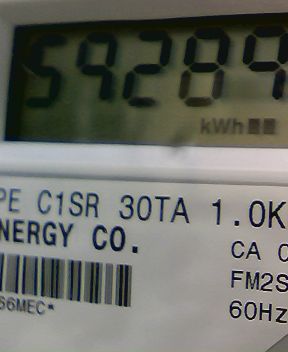 59289
kWh
PE C1SR 30TA 1.0K
NERGY CO.
CA
FM2S
60Hz
66MEC*